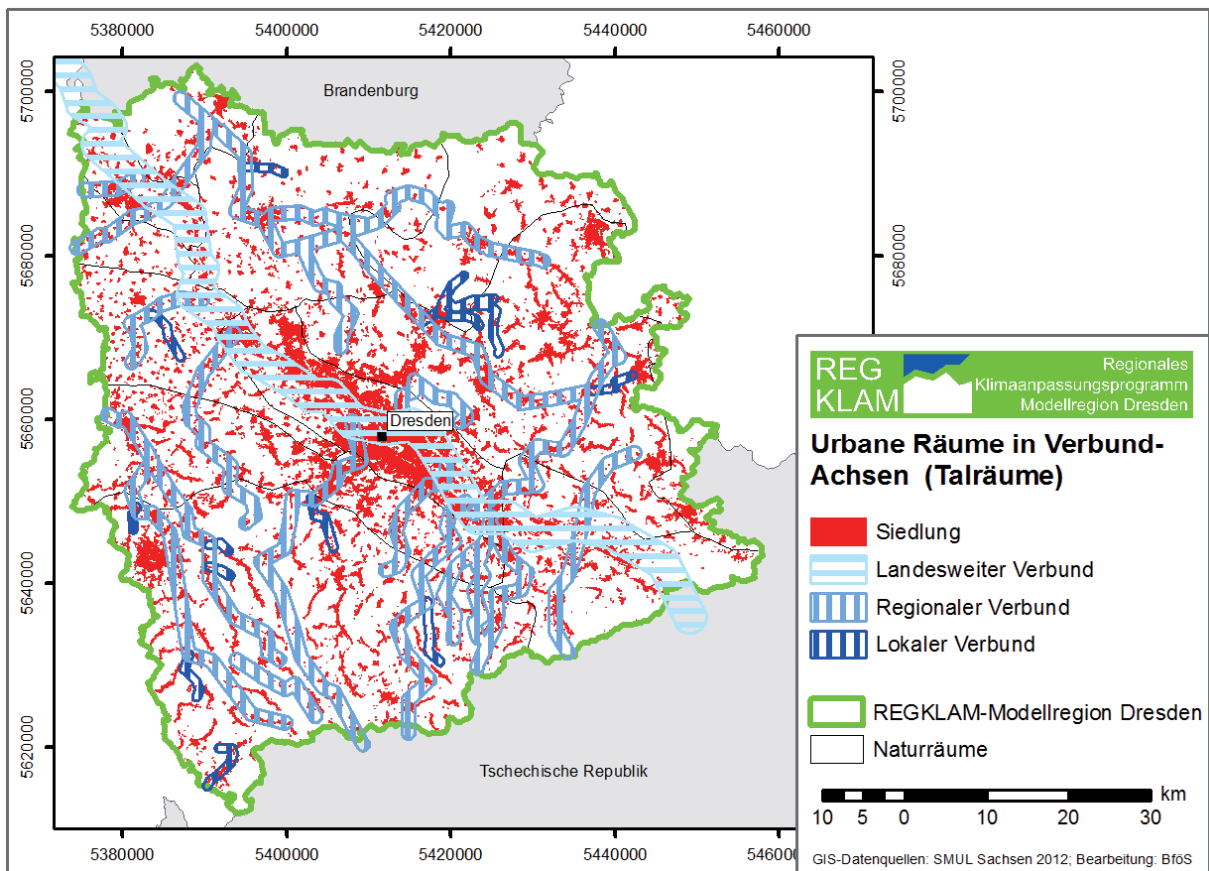 5380000 5400000 5420000 5440000 5460000
5700000
5680000
5660000
5640000
5620000
5700000
5680000
Brandenburg
Dresden
Tschechische Republik
5380000 5400000 5420000 5440000 5460000
REG
KLAM
Regionales
Klimaanpassungsprogramm
Modellregion Dresden
Urbane Räume in Verbund-
Achsen (Talräume)
Siedlung
Landesweiter Verbund
Regionaler Verbund
Lokaler Verbund
REGKLAM-Modellregion Dresden
Naturräume
km
10 5 0 10 20 30
GIS-Datenquellen: SMUL Sachsen 2012; Bearbeitung: BföS